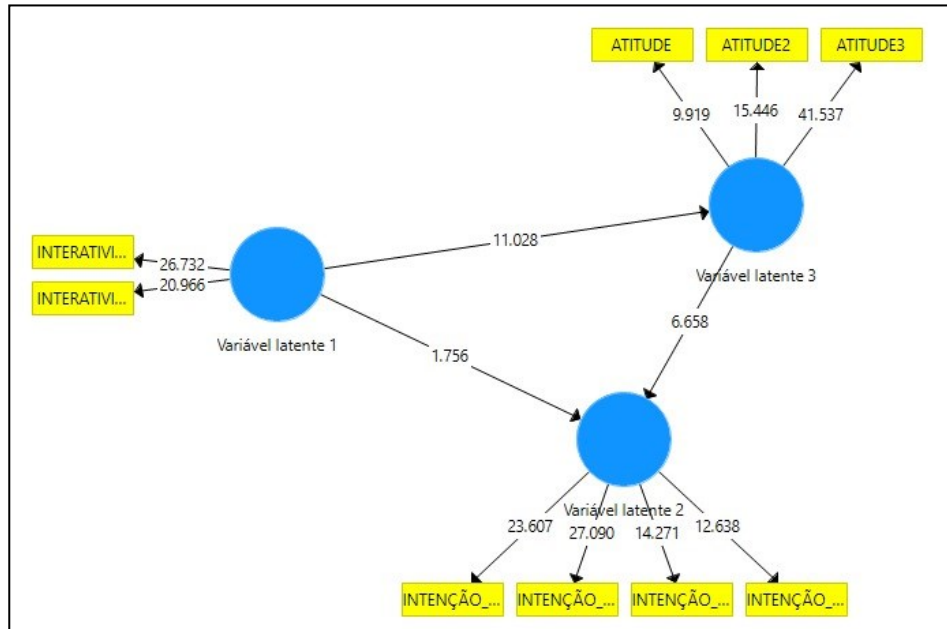 ATITUDE ATITUDE2 ATITUDE3
9.919 15.446 41.537
INTERATIVI... 26.732
INTERATIVI... 20.966
11.028
Variável latente 3
Variável latente 1
6.658
1.756
Variável latente 2
23.607 27.090 14.271 12.638
INTENÇÃO_... INTENÇÃO_... INTENÇÃO_... INTENÇÃO_...